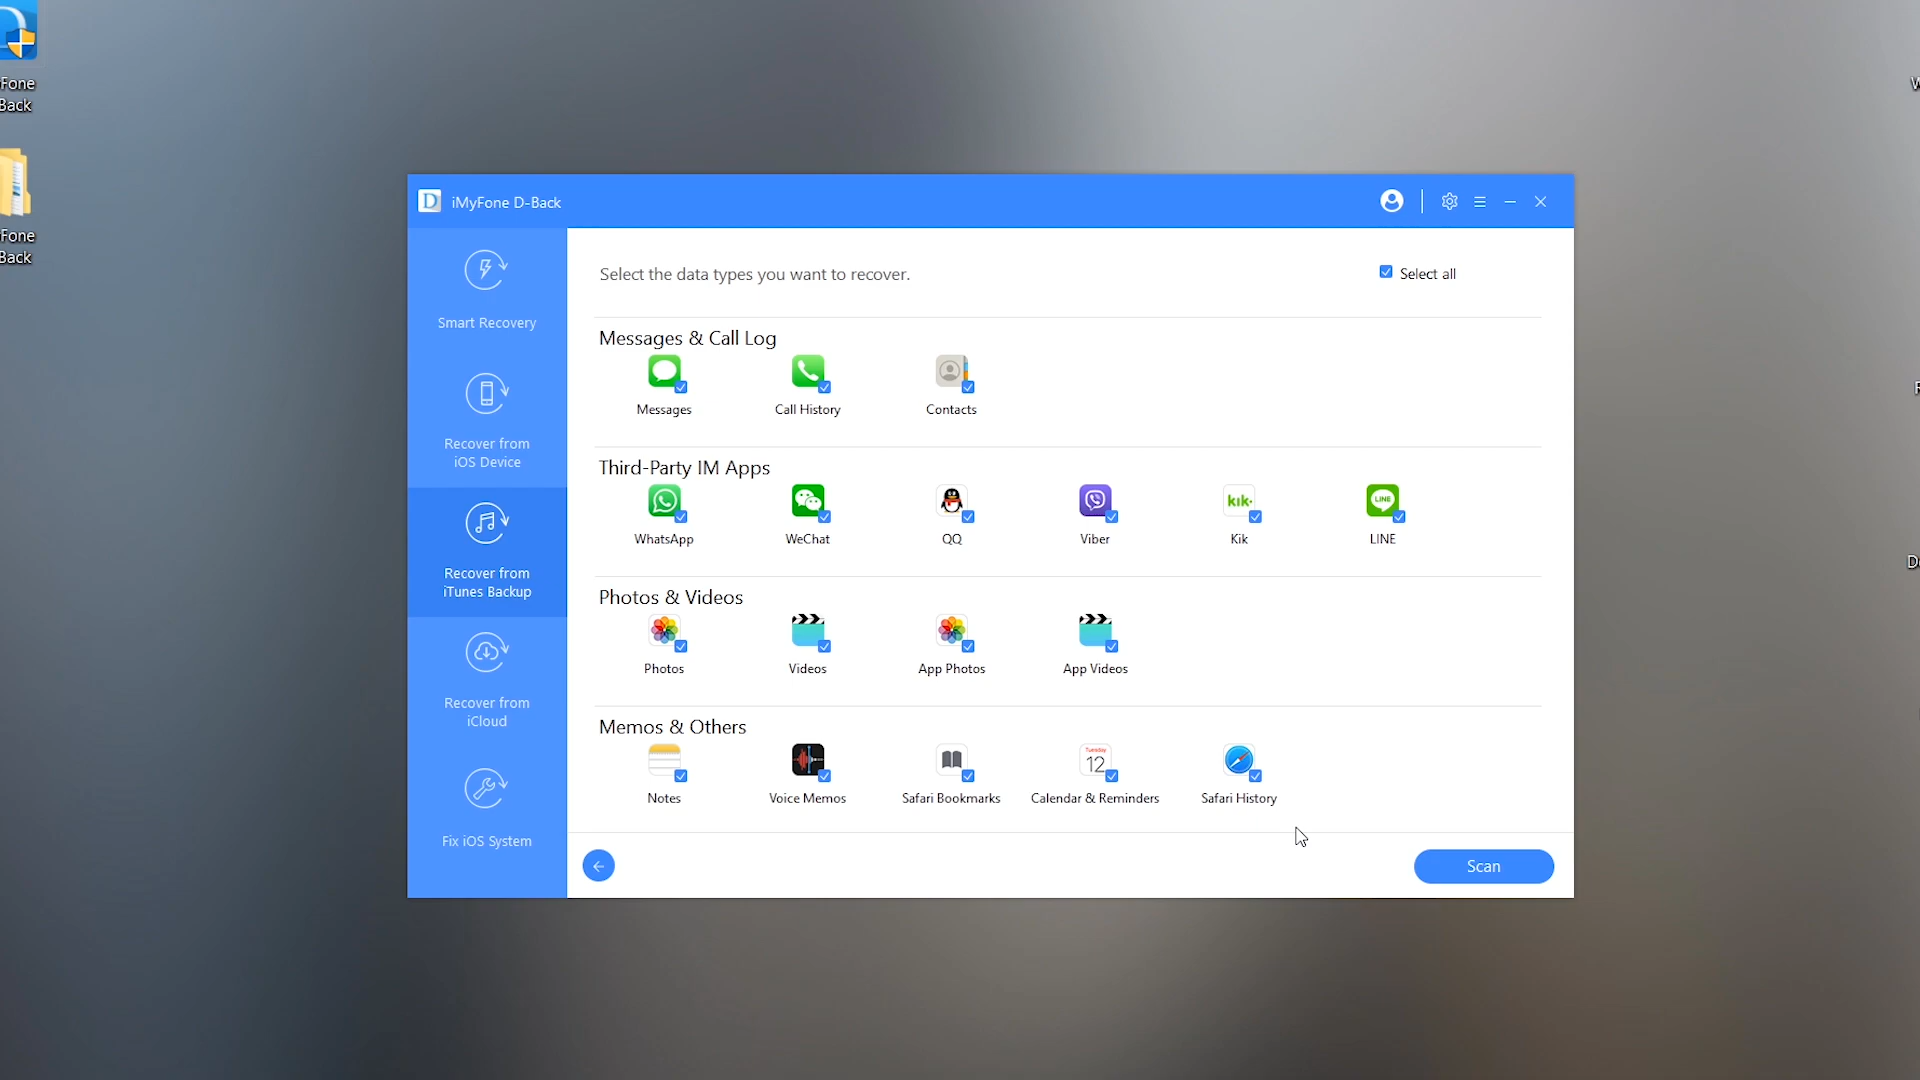 Fone
Back
Fone
Back
iMyFone D-Back
Smart Recovery
Recover from
iOS Device
Recover from
iTunes Backup
Recover from
iCloud
Fix iOS System
Select the data types you want to recover.
Select all
Messages & Call Log
Messages
Call History
Contacts
Third-Party IM Apps
WhatsApp
WeChat
QQ
Viber
kik
Kik
LINE
LINE
Photos & Videos
Photos
Videos
App Photos
App Videos
Memos & Others
Notes
Voice Memos
Safari Bookmarks
Tuesday
12
Calendar & Reminders
Safari History
Scan